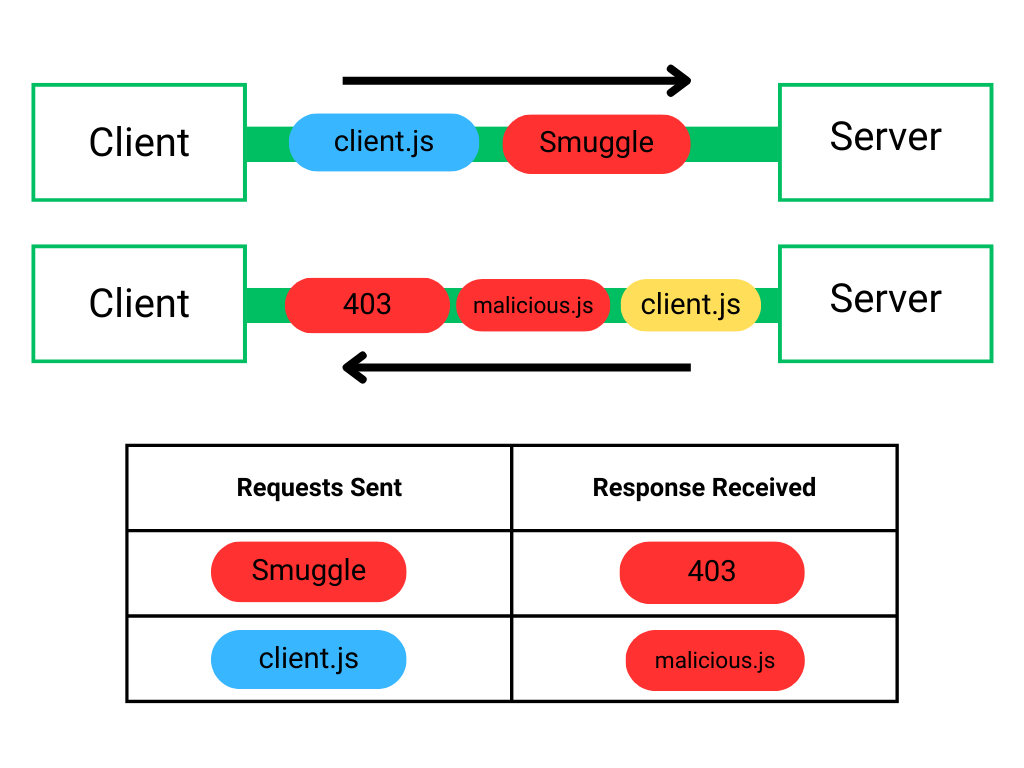 Client
client.js
Smuggle
Server
Client
403
malicious.js
client.js
Server
Requests Sent
Response Received
Smuggle
403
client.js
malicious.js